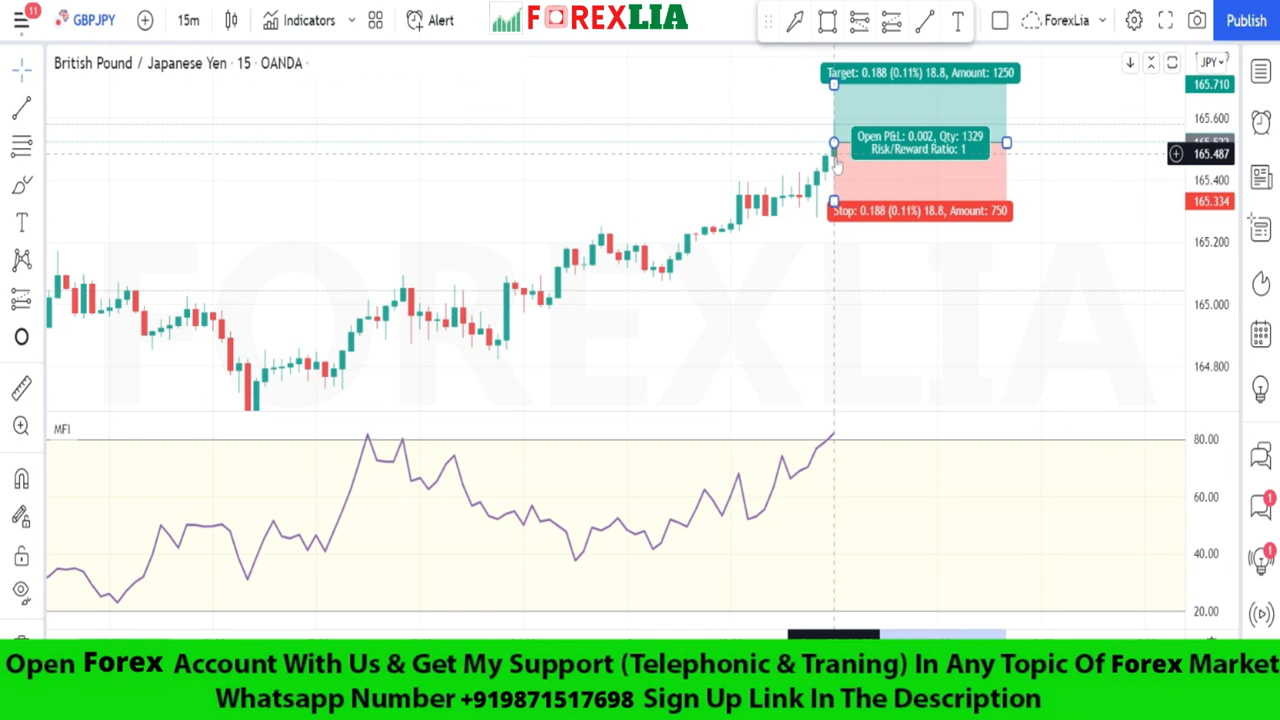 11
GBPJPY
15m
Indicators
Alert
FOREXLIA
T
ForexLia
Publish
British Pound / Japanese Yen · 15 · OANDA
JPY
Target: 0.188 (0.11%) 18.8, Amount: 1250
165.710
165.600
Open P&L: 0.002, Qty: 1329
Risk/Reward Ratio: 1
165.487
165.400
165.334
Stop: 0.188 (0.11%) 18.8, Amount: 750
165.200
165.000
164.800
FOREXLIA
MFI
80.00
60.00
40.00
20.00
1
1
Open Forex Account With Us & Get My Support (Telephonic & Traning) In Any Topic Of Forex Market
Whatsapp Number +919871517698 Sign Up Link In The Description